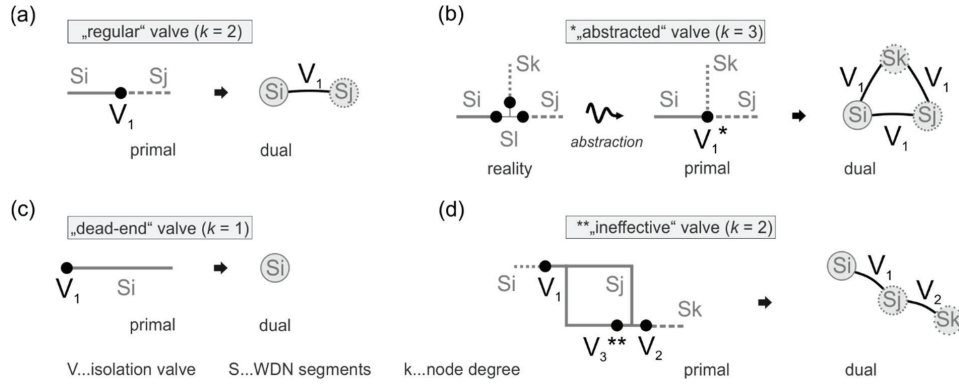 (a)
„regular“ valve (k = 2)
Si Sj
V1
primal
Si V1 Sj
dual
(b)
*„abstracted“ valve (k = 3)
Sk
Si Sj
Sl
reality
abstraction
Sk
Si Sj
V1*
primal
Sk
V1 V1
Si Sj
V1
dual
(c)
„dead-end“ valve (k = 1)
V1 Si
primal
Si
dual
(d)
**„ineffective“ valve (k = 2)
Si V1 Sj
Sk
V3** V2
primal
Si V1
Sj V2
Sk
dual
V...isolation valve S...WDN segments k...node degree